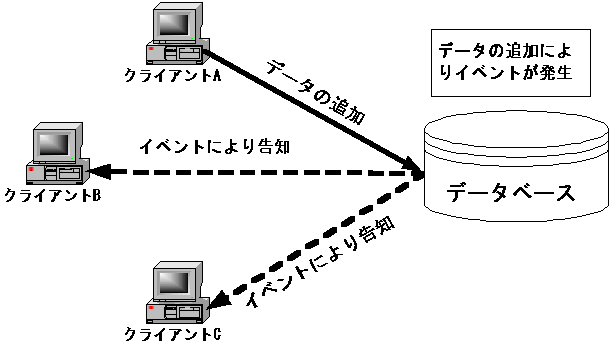 クライアントA
データの追加によ
りイベントが発生
データの追加
イベントにより告知
クライアントB
データベース
イベントにより告知
クライアントC